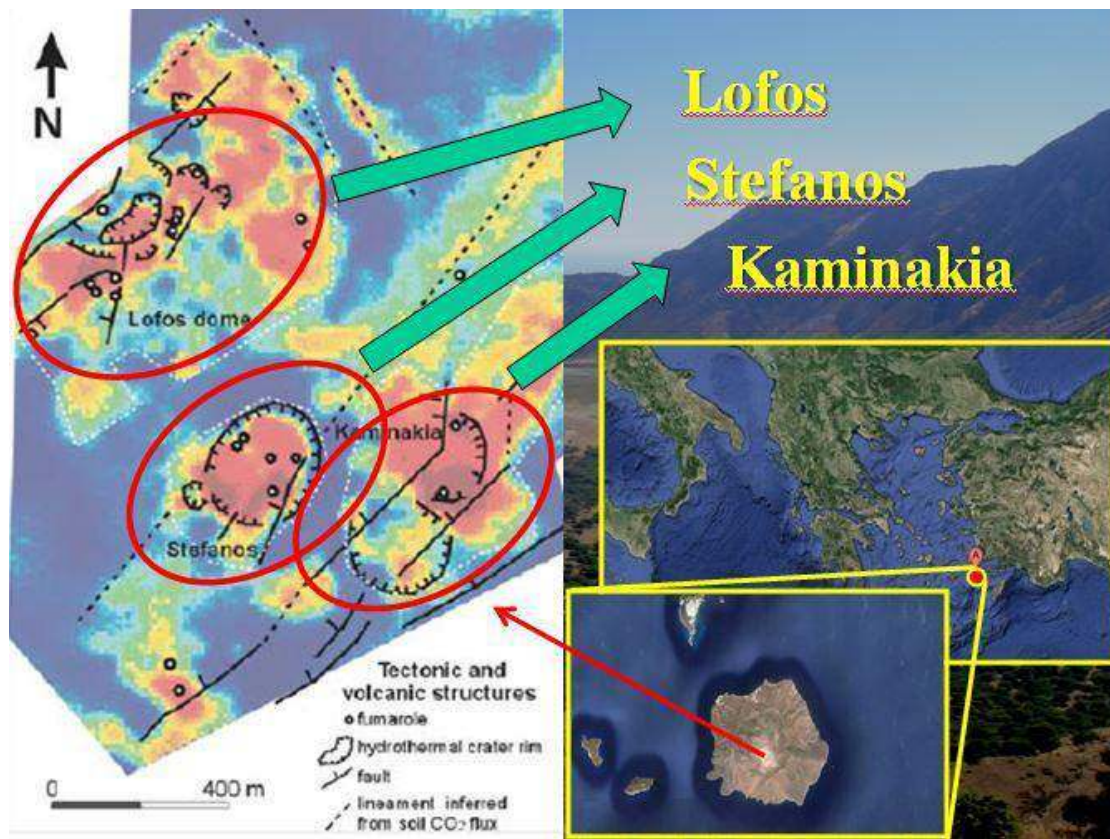 N
Lofos
Stefanos
Kaminakia
Lofos dome
Kaminakia
Stefanos
A
Tectonic and
volcanic structures
fumarole
hydrothermal crater rim
fault
lineament inferred
from soil CO₂ flux
0 400 m